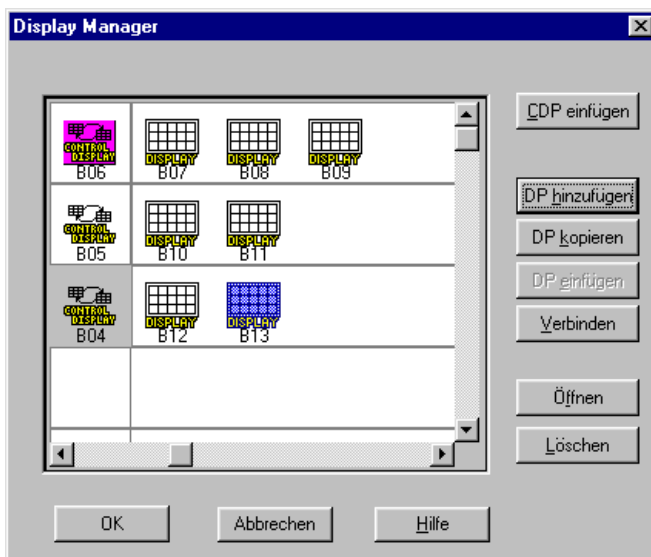 Display Manager
CDP einfügen
CONTROL DISPLAY B06
DISPLAY B07
DISPLAY B08
DISPLAY B09
DP hinzufügen
CONTROL DISPLAY B05
DISPLAY B10
DISPLAY B11
DP kopieren
DP einfügen
CONTROL DISPLAY B04
DISPLAY B12
DISPLAY B13
Verbinden
Öffnen
Löschen
OK
Abbrechen
Hilfe